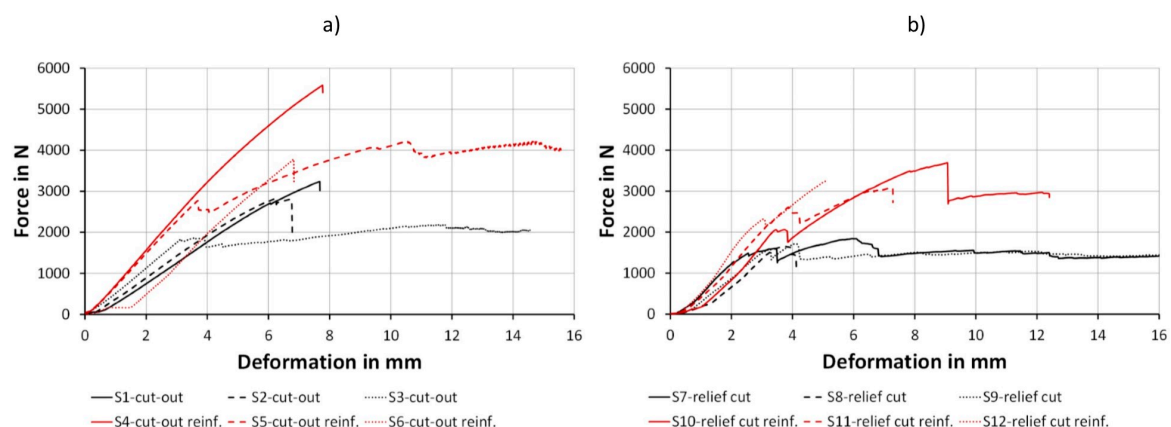 a)
6000
5000
4000
3000
2000
1000
0
Force in N
0 2 4 6 8 10 12 14 16
Deformation in mm
S1-cut-out S2-cut-out S3-cut-out
S4-cut-out reinf. S5-cut-out reinf. S6-cut-out reinf.
b)
6000
5000
4000
3000
2000
1000
0
Force in N
0 2 4 6 8 10 12 14 16
Deformation in mm
S7-relief cut S8-relief cut S9-relief cut
S10-relief cut reinf. S11-relief cut reinf. S12-relief cut reinf.